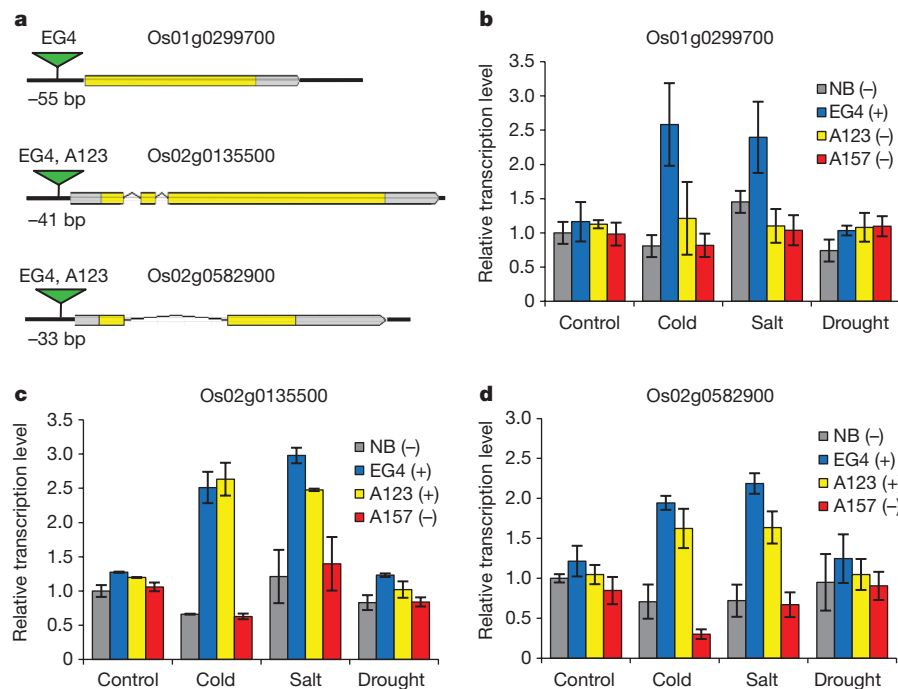 a
EG4 Os01g0299700
−55 bp
EG4, A123 Os02g0135500
−41 bp
EG4, A123 Os02g0582900
−33 bp
b
Os01g0299700
Relative transcription level
3.5
3.0
2.5
2.0
1.5
1.0
0.5
0
NB (−)
EG4 (+)
A123 (−)
A157 (−)
Control Cold Salt Drought
c
Os02g0135500
Relative transcription level
3.5
3.0
2.5
2.0
1.5
1.0
0.5
0
NB (−)
EG4 (+)
A123 (+)
A157 (−)
Control Cold Salt Drought
d
Os02g0582900
Relative transcription level
3.0
2.5
2.0
1.5
1.0
0.5
0
NB (−)
EG4 (+)
A123 (+)
A157 (−)
Control Cold Salt Drought